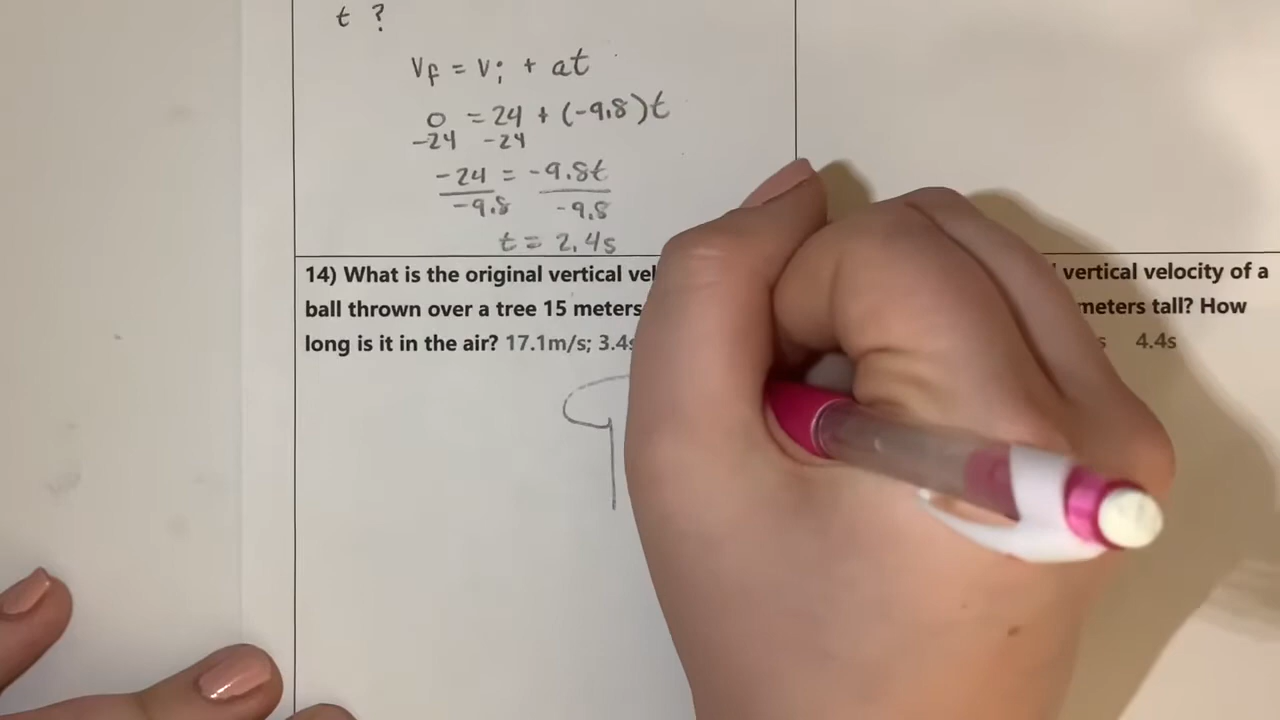 t ?
Vf = Vi + at
0 = 24 + (-9.8)t
-24 -24
-24 = -9.8t
-9.8 -9.8
t = 2.4s
14) What is the original vertical
ball thrown over a tree 15 meters
long is it in the air? 17.1m/s; 3.4s
vertical velocity of a
meters tall? How
s 4.4s